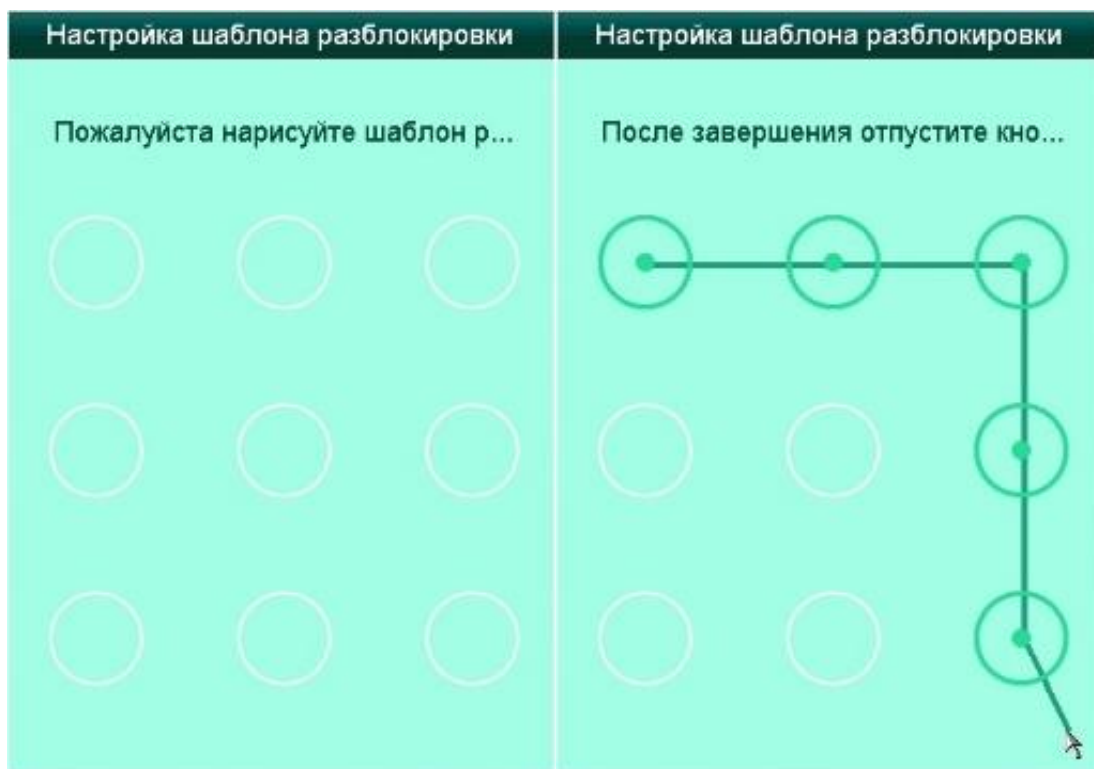 Настройка шаблона разблокировки
Пожалуйста нарисуйте шаблон р...
Настройка шаблона разблокировки
После завершения отпустите кно...